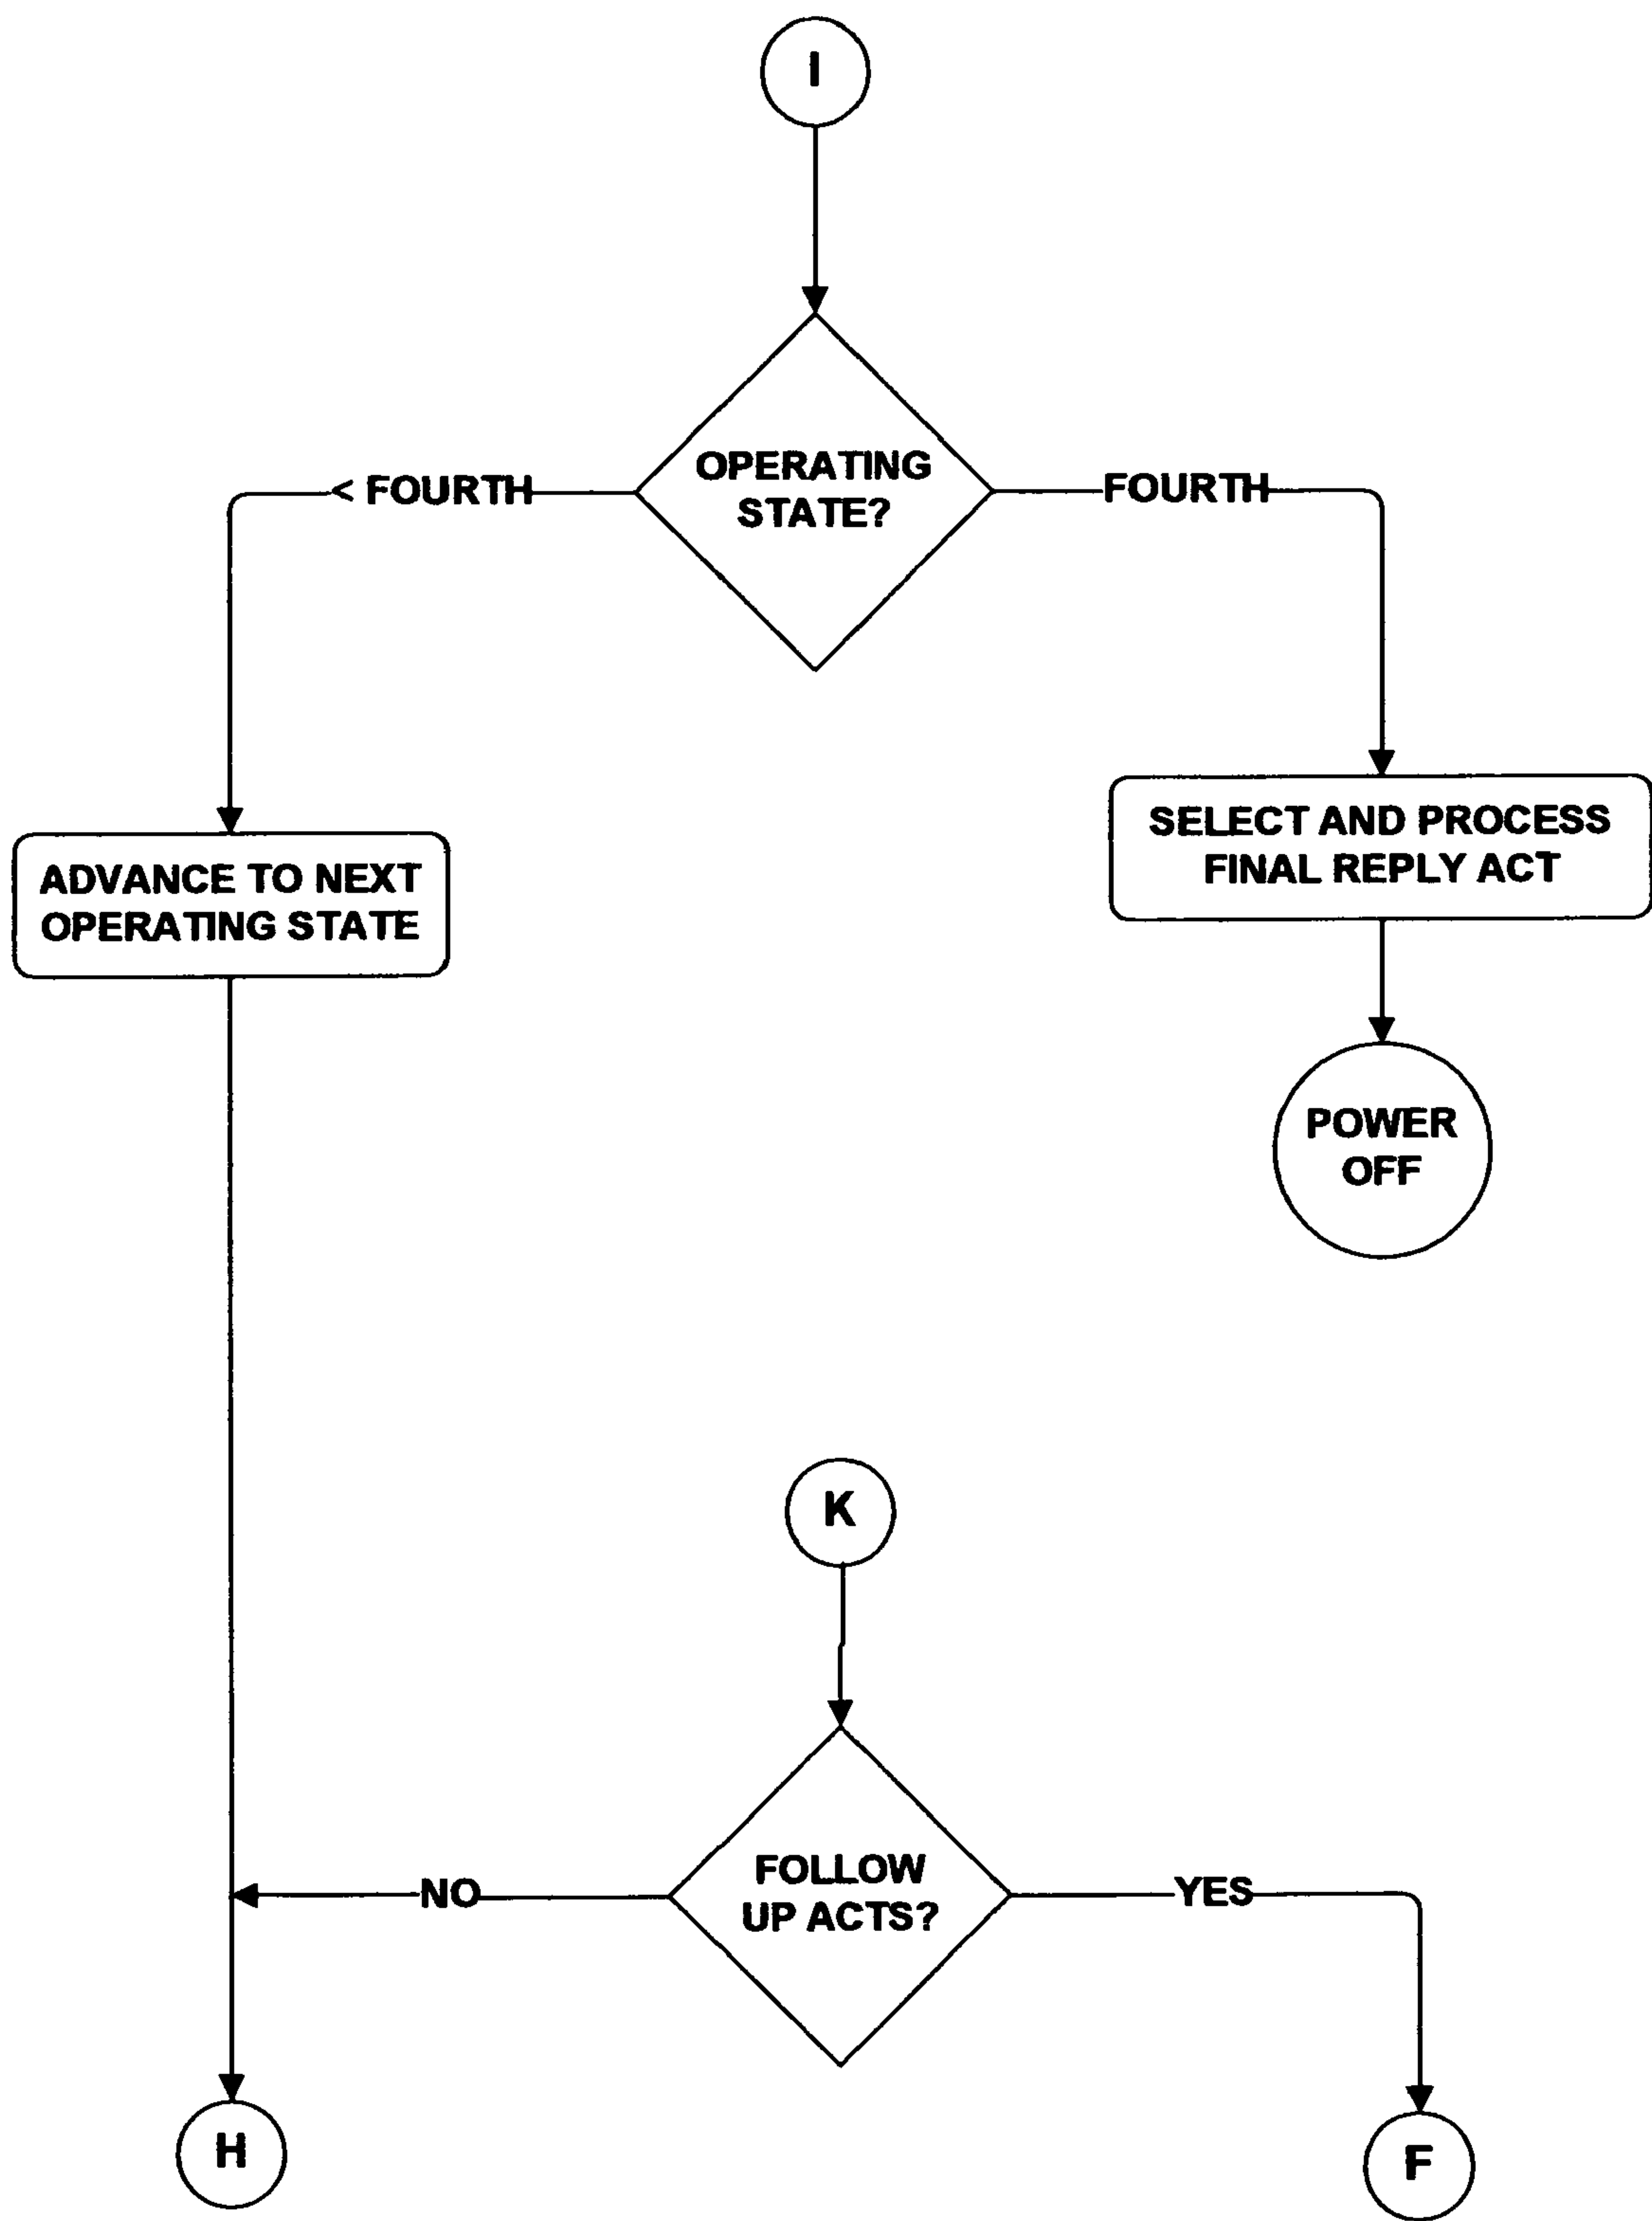 I
OPERATING
STATE?
< FOURTH
FOURTH
SELECT AND PROCESS
FINAL REPLY ACT
ADVANCE TO NEXT
OPERATING STATE
POWER
OFF
K
FOLLOW
UP ACTS?
NO
YES
H
F